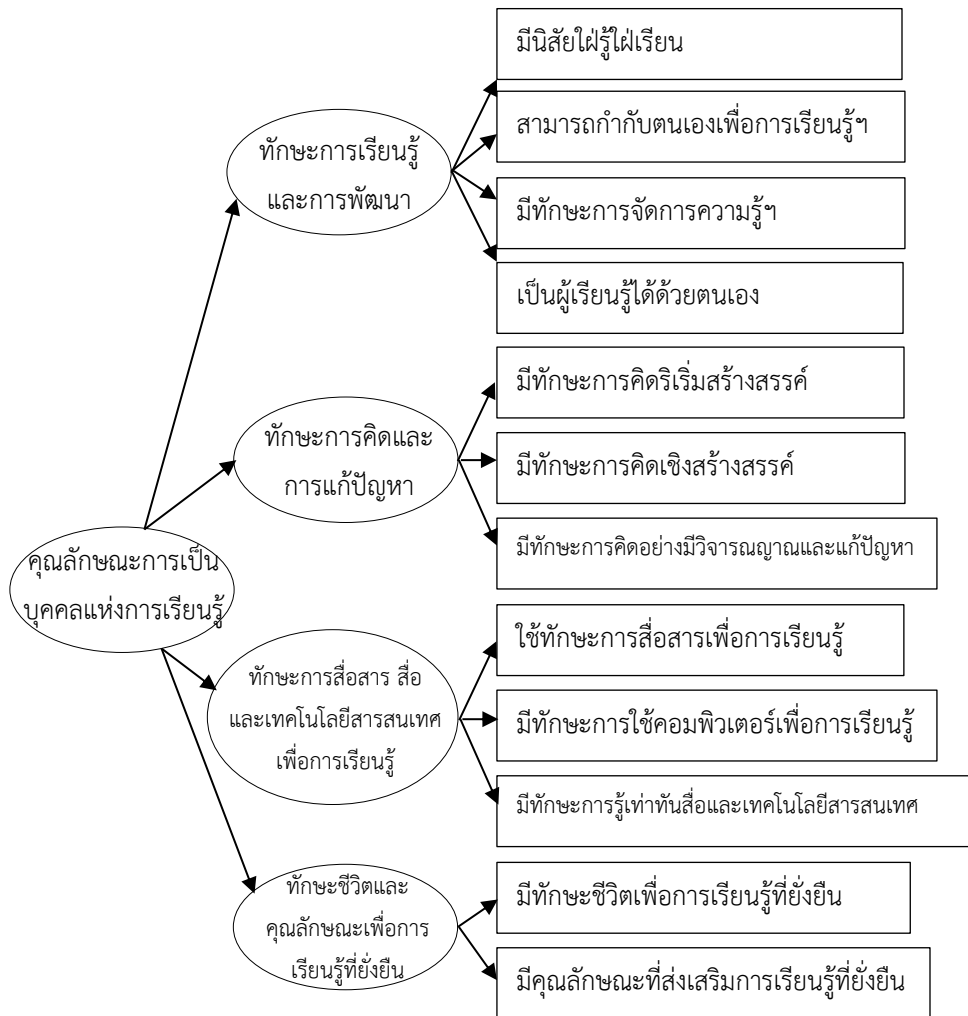 มีนิสัยใฝ่รู้ใฝ่เรียน
สามารถกำกับตนเองเพื่อการเรียนรู้ฯ
ทักษะการเรียนรู้
และการพัฒนา
มีทักษะการจัดการความรู้ฯ
เป็นผู้เรียนรู้ได้ด้วยตนเอง
มีทักษะการคิดริเริ่มสร้างสรรค์
ทักษะการคิดและ
การแก้ปัญหา
มีทักษะการคิดเชิงสร้างสรรค์
มีทักษะการคิดอย่างมีวิจารณญาณและแก้ปัญหา
คุณลักษณะการเป็น
บุคคลแห่งการเรียนรู้
ใช้ทักษะการสื่อสารเพื่อการเรียนรู้
ทักษะการสื่อสาร สื่อ
และเทคโนโลยีสารสนเทศ
เพื่อการเรียนรู้
มีทักษะการใช้คอมพิวเตอร์เพื่อการเรียนรู้
มีทักษะการรู้เท่าทันสื่อและเทคโนโลยีสารสนเทศ
ทักษะชีวิตและ
คุณลักษณะเพื่อการ
เรียนรู้ที่ยั่งยืน
มีทักษะชีวิตเพื่อการเรียนรู้ที่ยั่งยืน
มีคุณลักษณะที่ส่งเสริมการเรียนรู้ที่ยั่งยืน